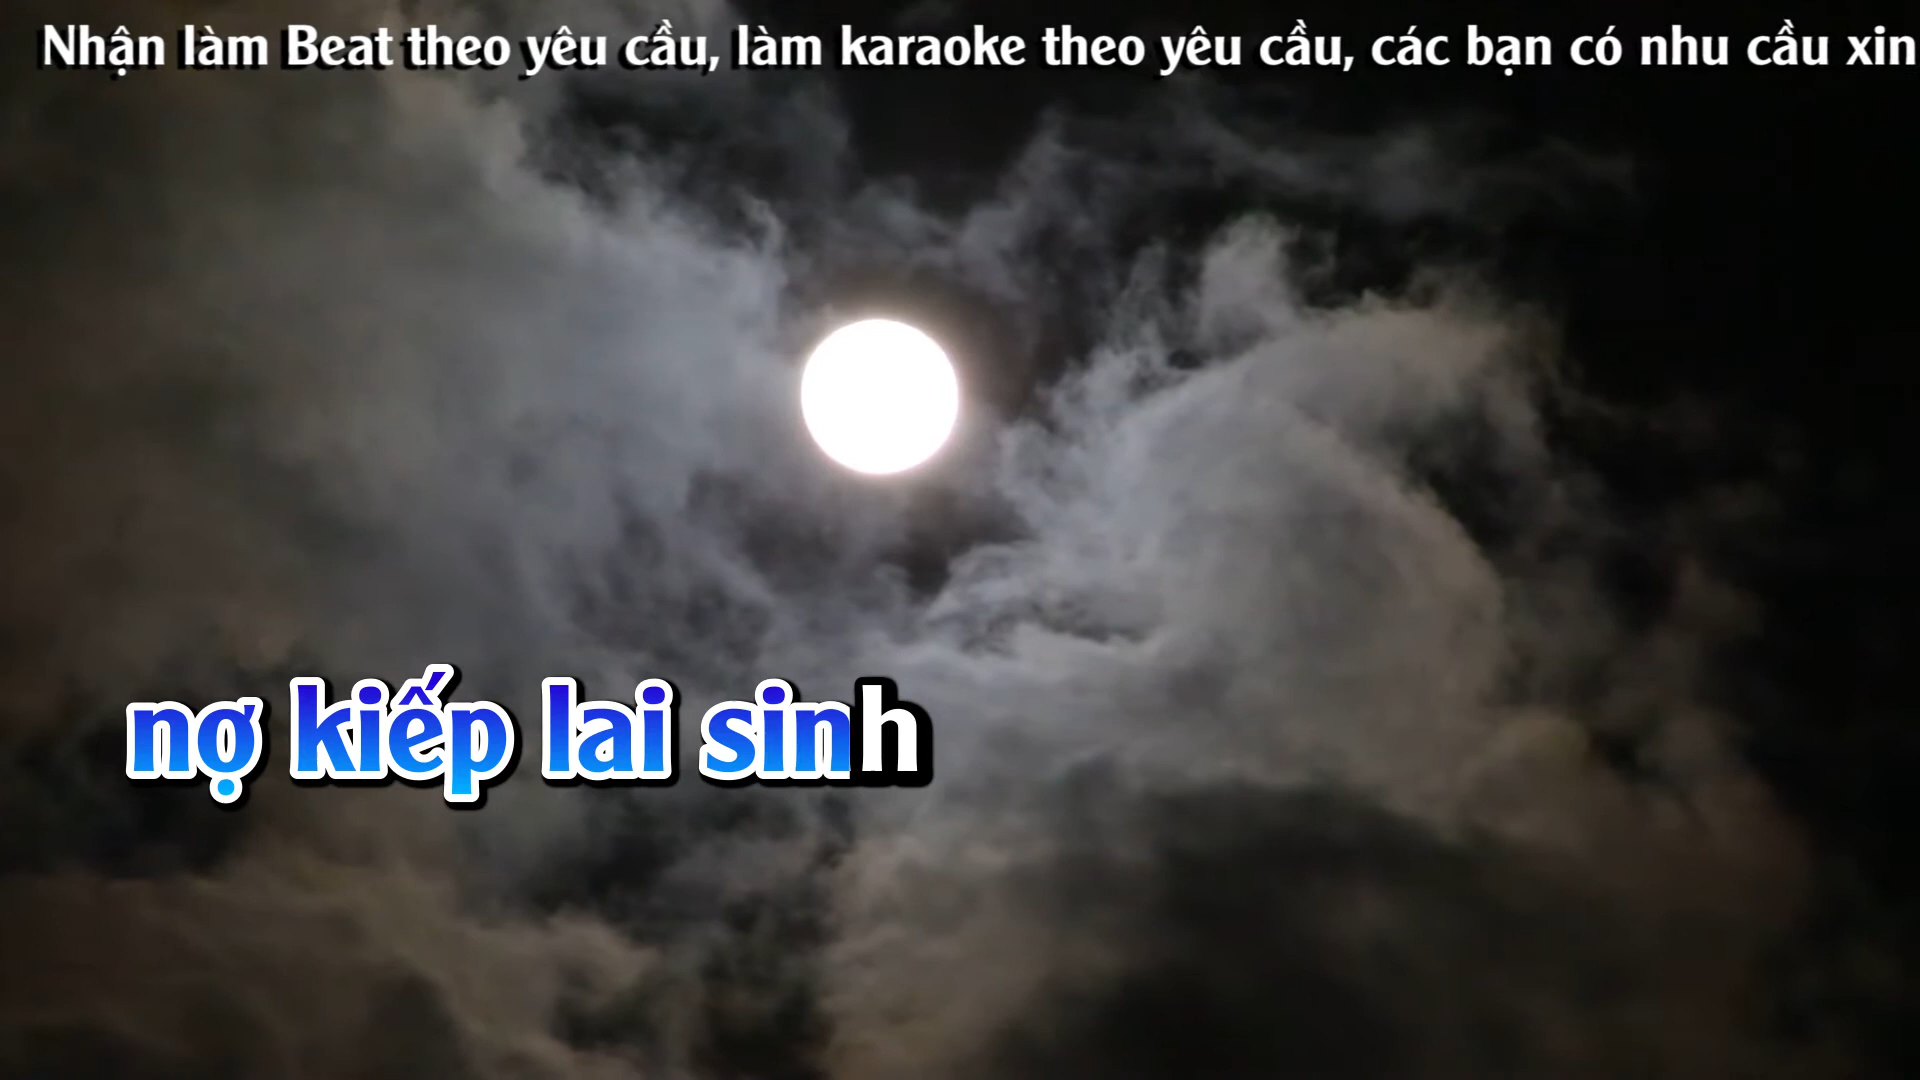 Nhận làm Beat theo yêu cầu, làm karaoke theo yêu cầu, các bạn có nhu cầu xin
nợ kiếp lai sinh